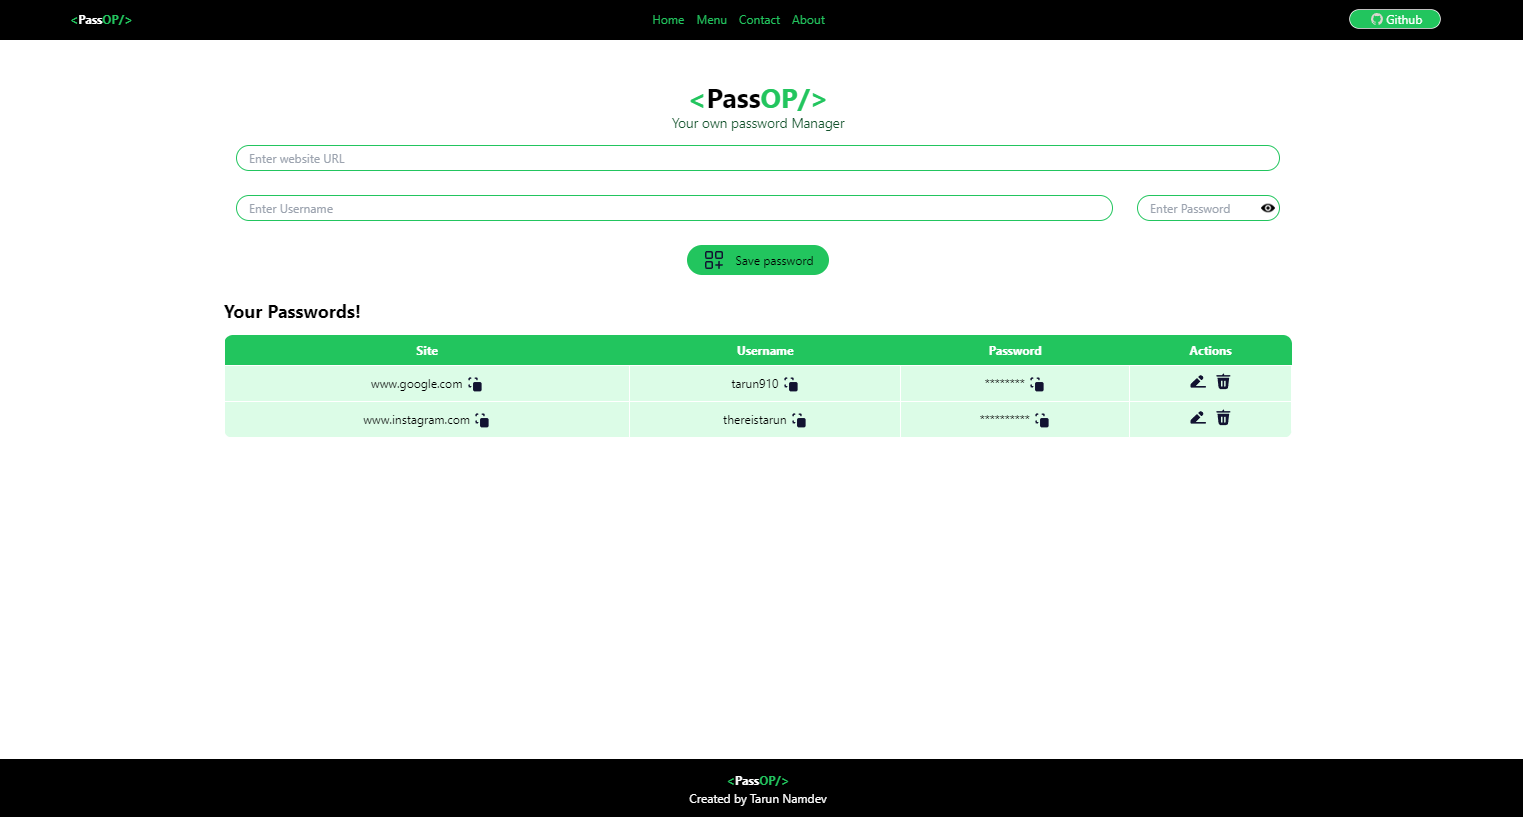 <PassOP/> Home Menu Contact About Github
<PassOP/>
Your own password Manager
Enter website URL
Enter Username Enter Password
Save password
Your Passwords!
Site Username Password Actions
www.google.com tarun910 ********
www.instagram.com thereistarun **********
<PassOP/>
Created by Tarun Namdev